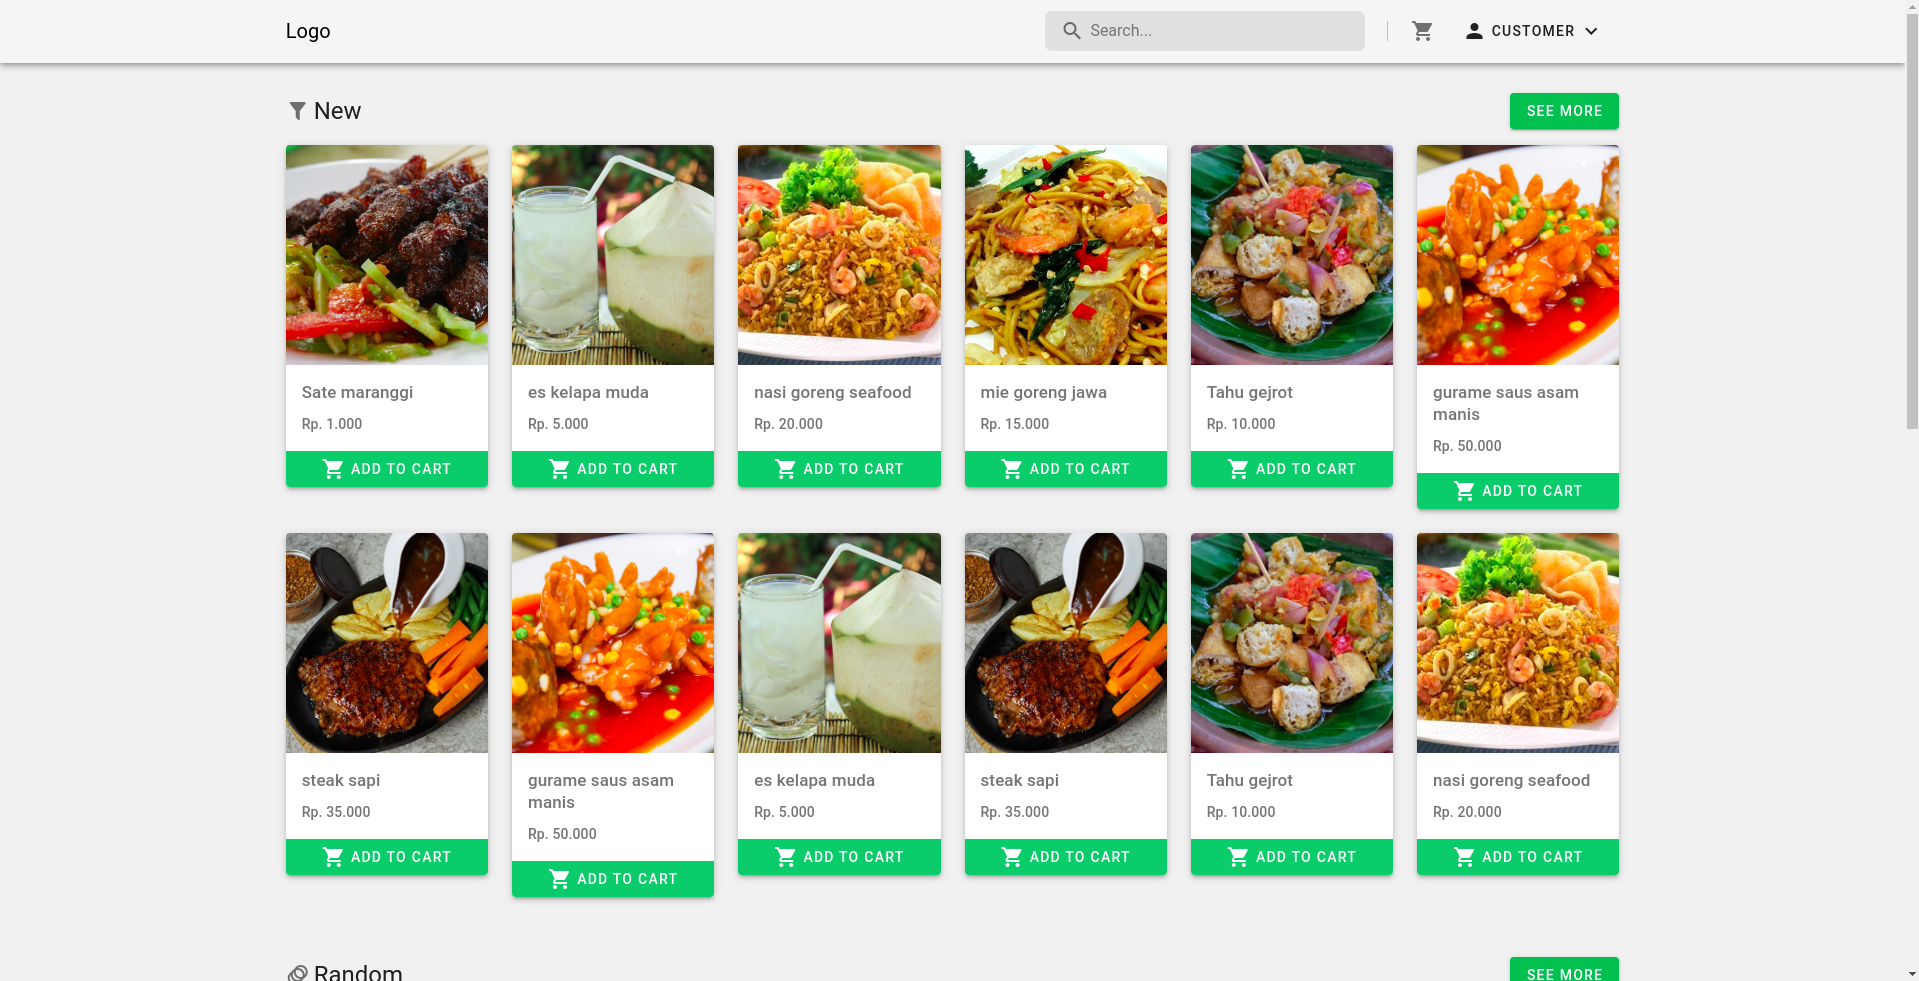 Logo
Search...
CUSTOMER
New
SEE MORE
Sate maranggi
Rp. 1.000
ADD TO CART
es kelapa muda
Rp. 5.000
ADD TO CART
nasi goreng seafood
Rp. 20.000
ADD TO CART
mie goreng jawa
Rp. 15.000
ADD TO CART
Tahu gejrot
Rp. 10.000
ADD TO CART
gurame saus asam
manis
Rp. 50.000
ADD TO CART
steak sapi
Rp. 35.000
ADD TO CART
gurame saus asam
manis
Rp. 50.000
ADD TO CART
es kelapa muda
Rp. 5.000
ADD TO CART
steak sapi
Rp. 35.000
ADD TO CART
Tahu gejrot
Rp. 10.000
ADD TO CART
nasi goreng seafood
Rp. 20.000
ADD TO CART
Random
SEE MORE